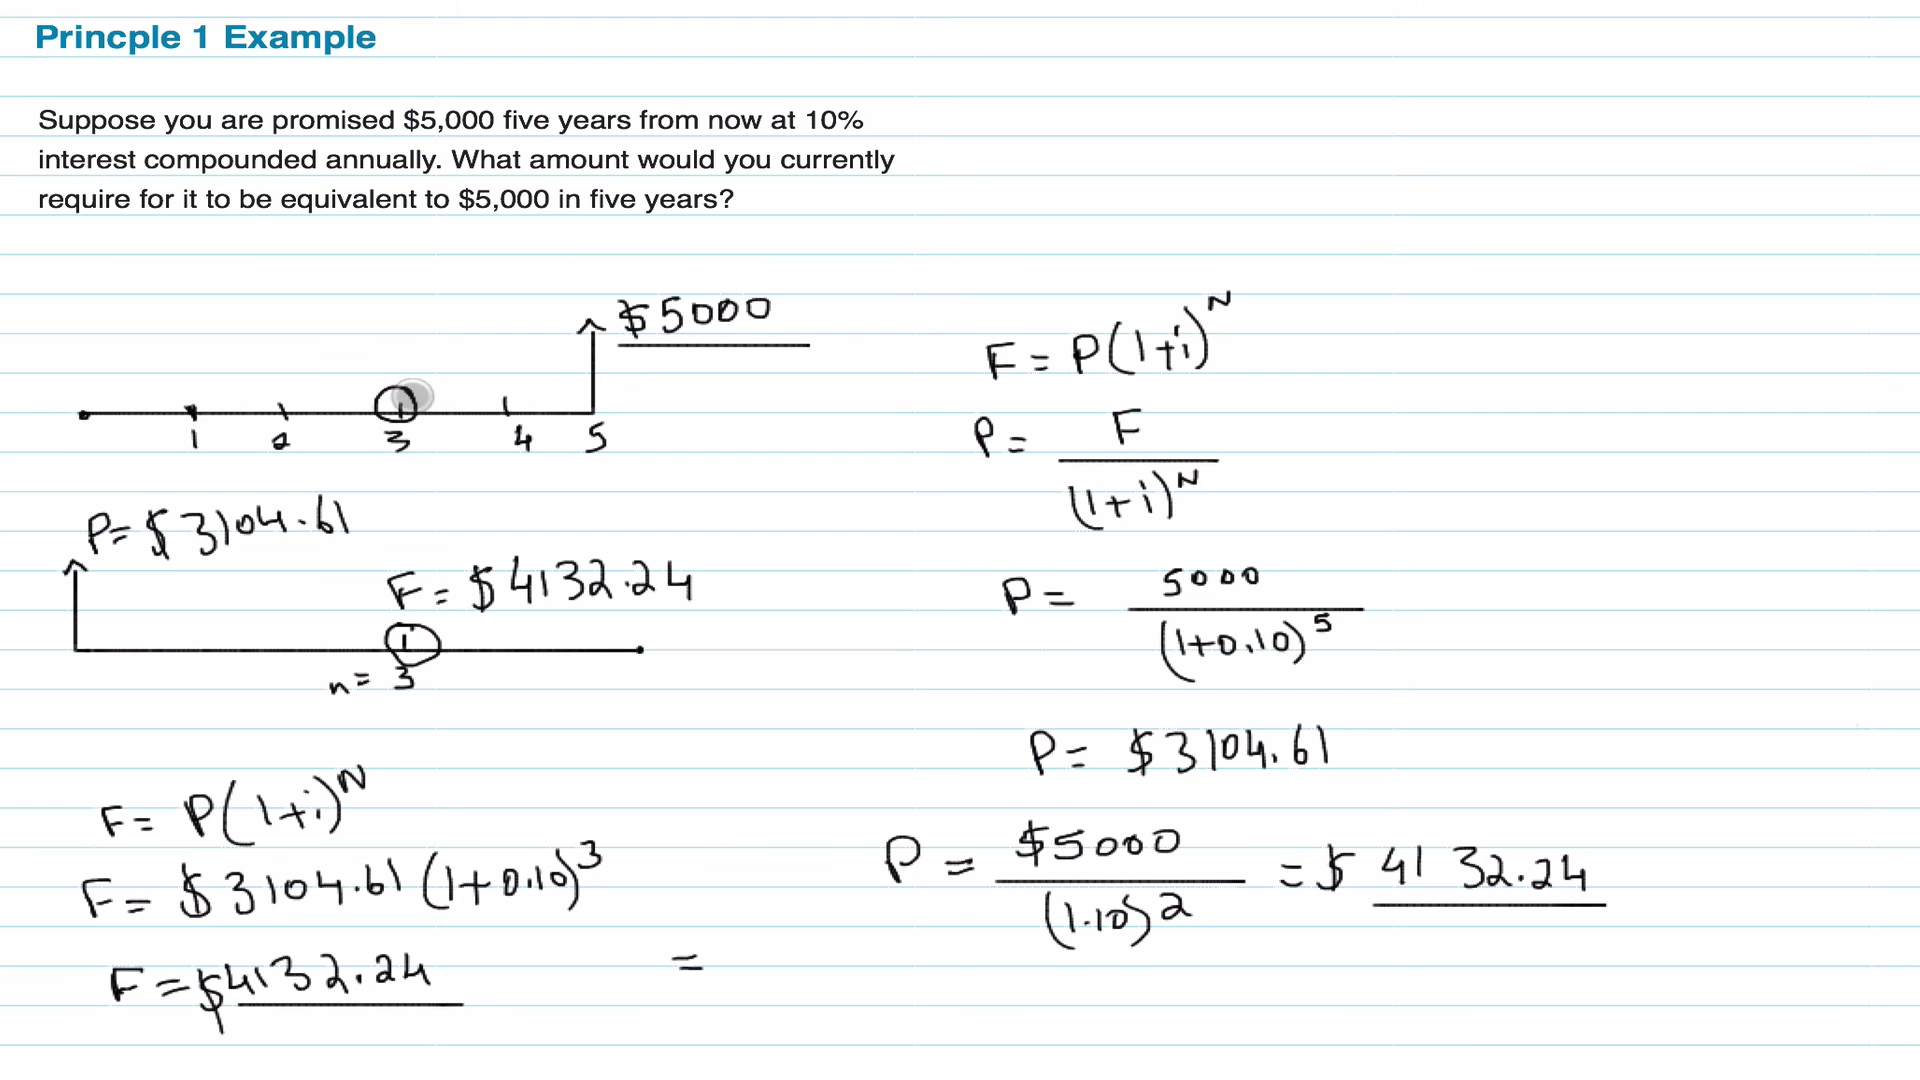 Princple 1 Example
Suppose you are promised $5,000 five years from now at 10%
interest compounded annually. What amount would you currently
require for it to be equivalent to $5,000 in five years?
$5000
1 2 3 4 5
P= $3104.61
F= $4132.24
n= 3
F= P(1+i)^N
F= $3104.61(1+0.10)^3
F=$4132.24
=
F= P(1+i)^N
P= F
(1+i)^N
P= 5000
(1+0.10)^5
P= $3104.61
P = $5000 =$ 4132.24
(1.10)^2